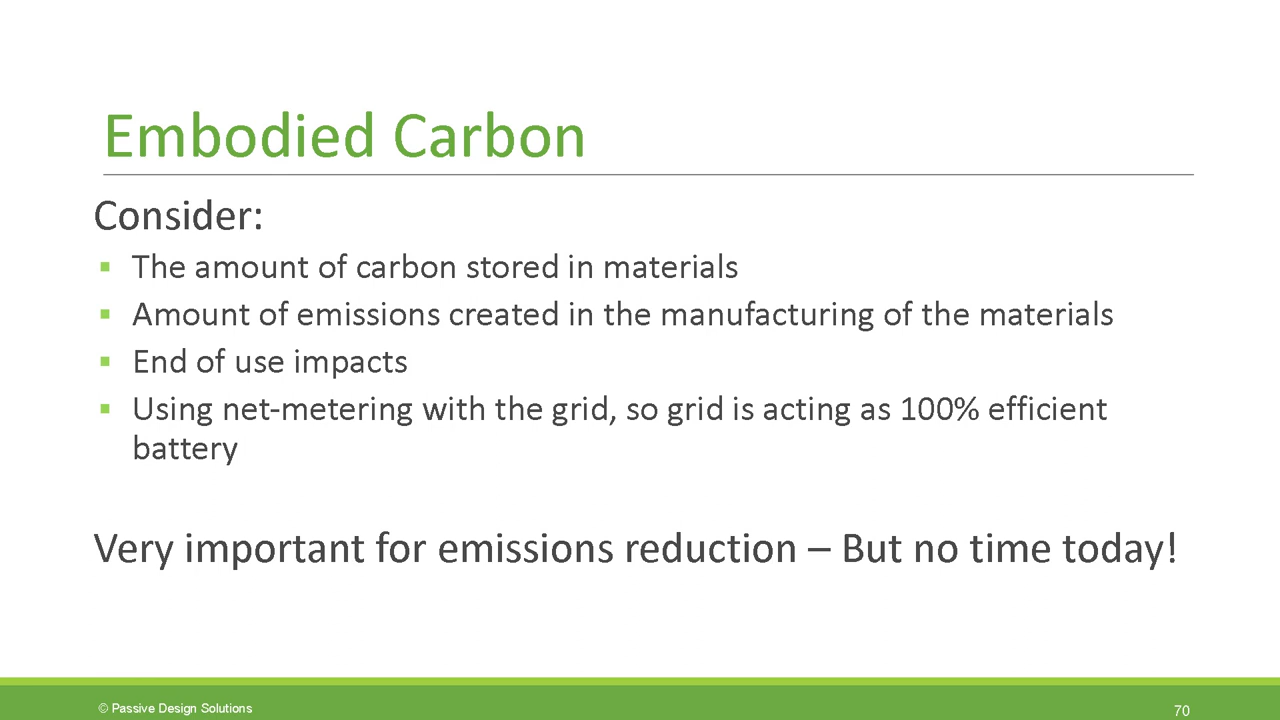 Embodied Carbon
Consider:
▪ The amount of carbon stored in materials
▪ Amount of emissions created in the manufacturing of the materials
▪ End of use impacts
▪ Using net-metering with the grid, so grid is acting as 100% efficient
battery
Very important for emissions reduction – But no time today!
© Passive Design Solutions
70